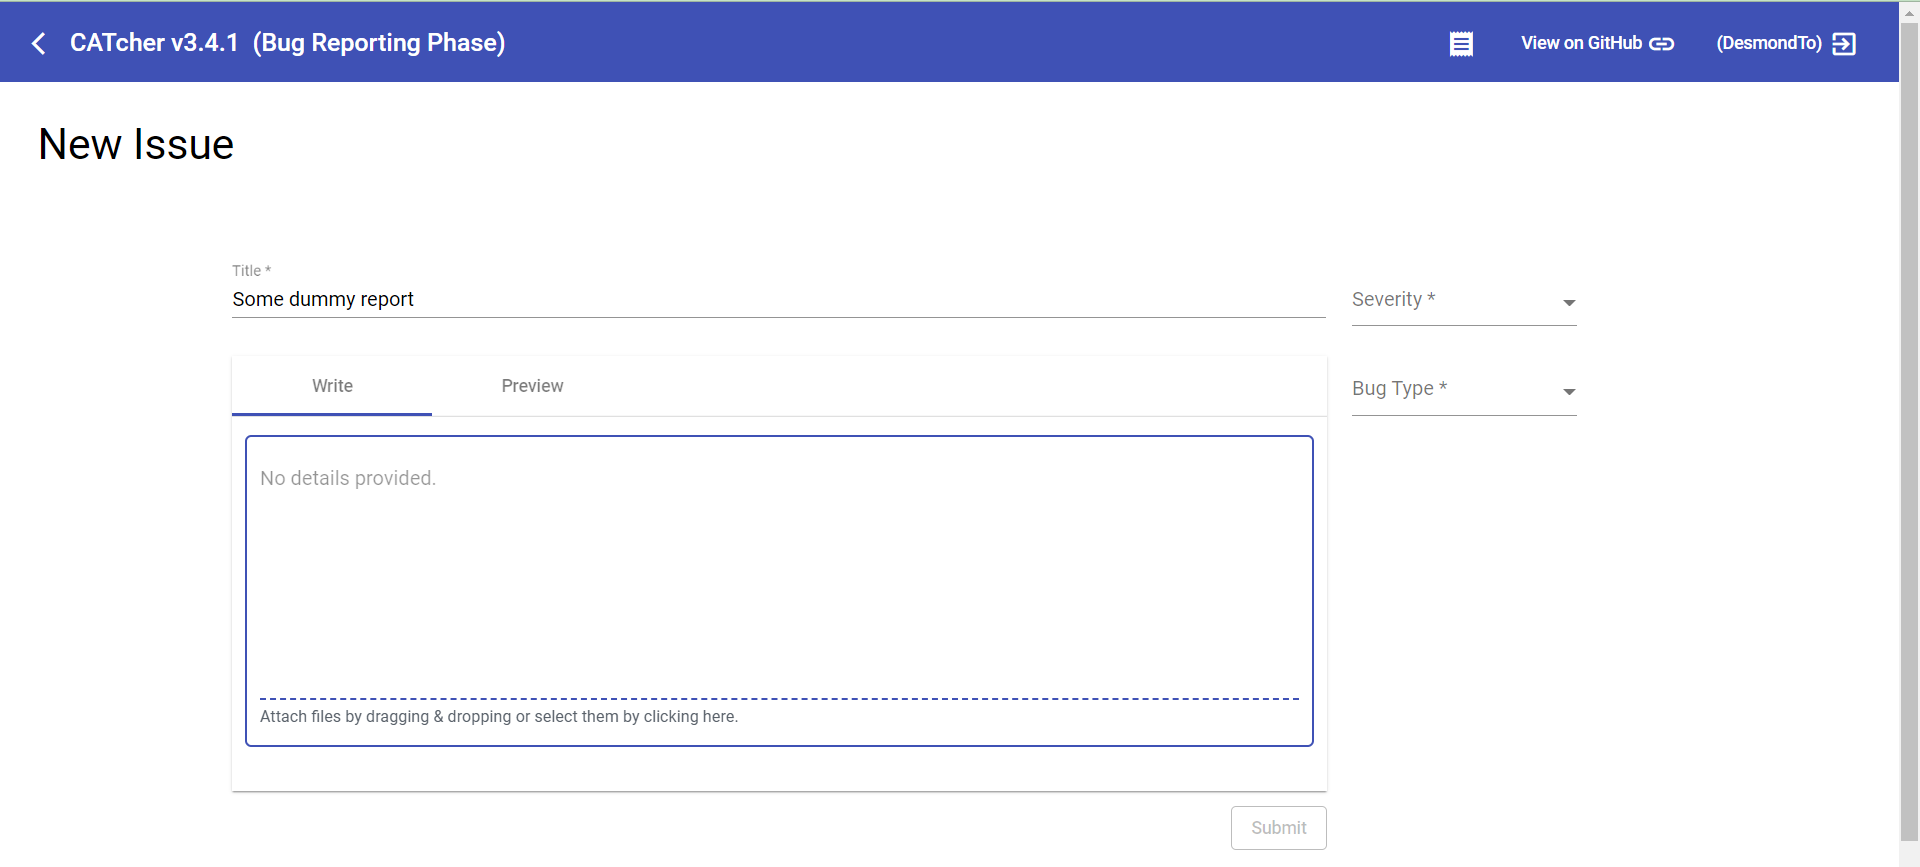 CATcher v3.4.1 (Bug Reporting Phase)
View on GitHub
(DesmondTo)
New Issue
Title *
Some dummy report
Severity *
Write
Preview
Bug Type *
No details provided.
Attach files by dragging & dropping or select them by clicking here.
Submit